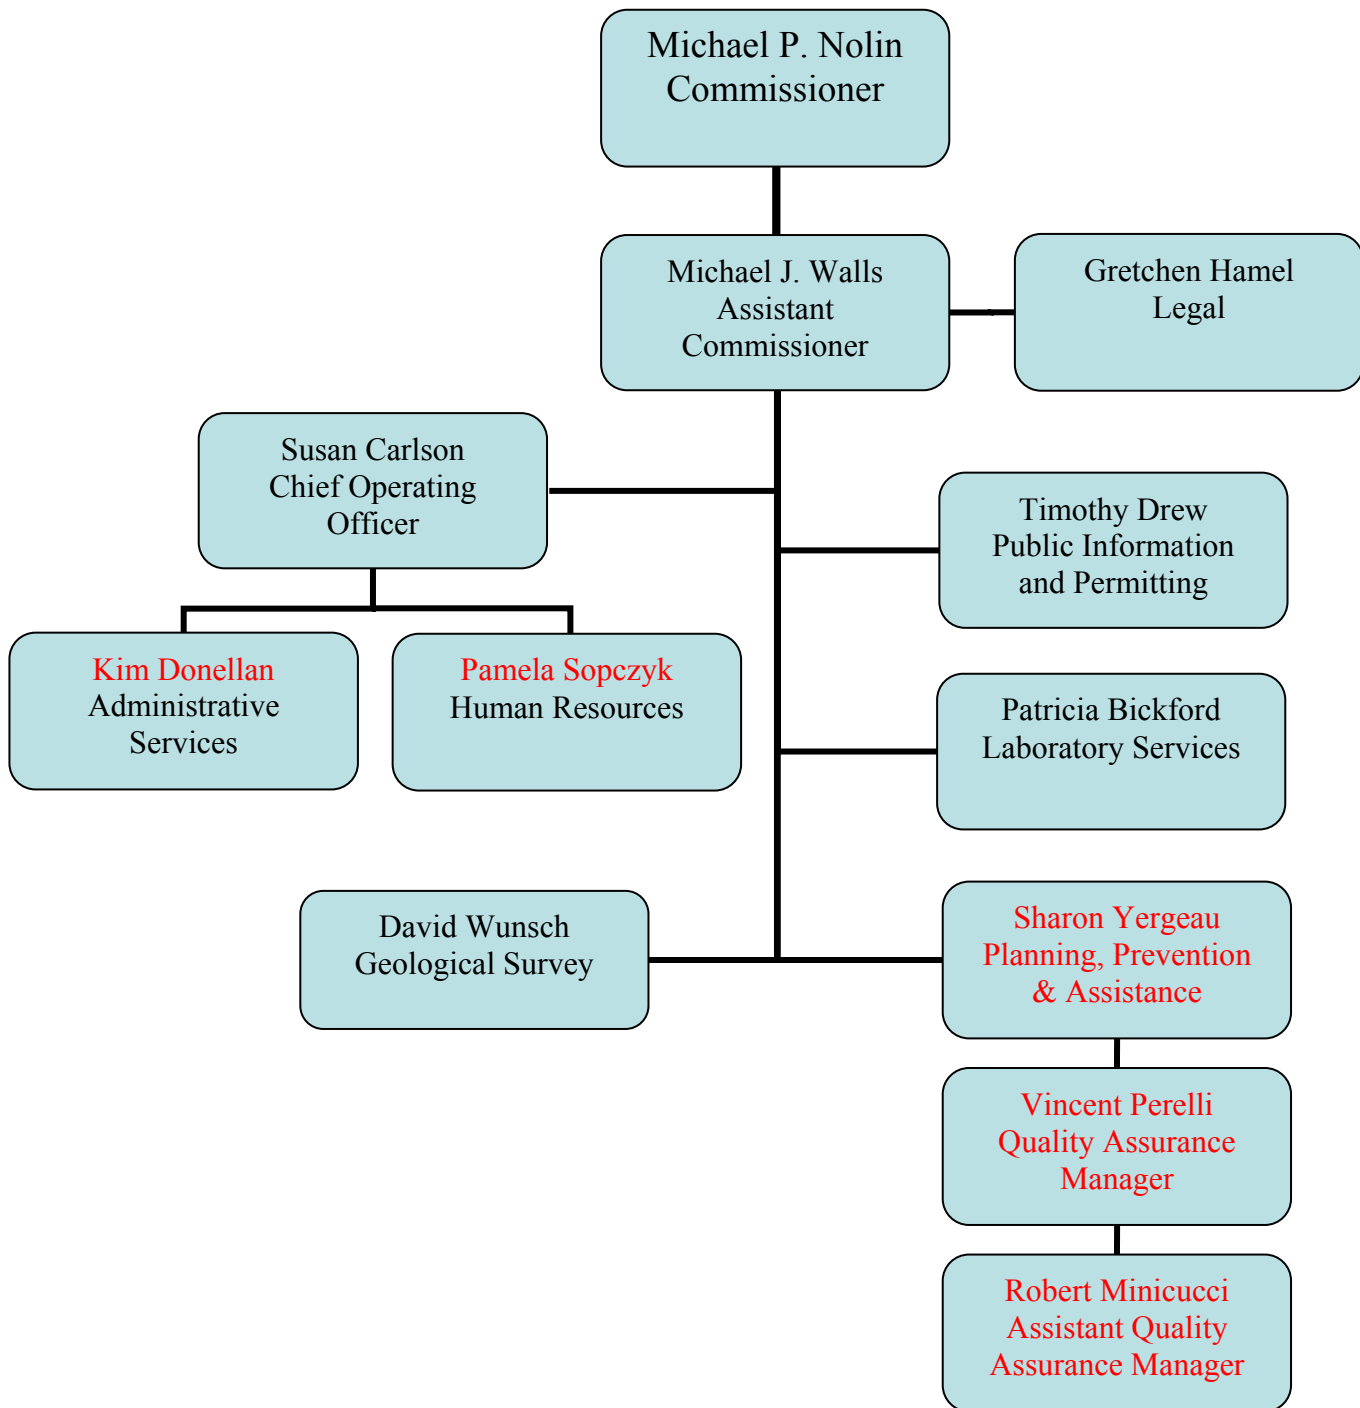 Michael P. Nolin
Commissioner
Michael J. Walls
Assistant
Commissioner
Gretchen Hamel
Legal
Susan Carlson
Chief Operating
Officer
Timothy Drew
Public Information
and Permitting
Kim Donellan
Administrative
Services
Pamela Sopczyk
Human Resources
Patricia Bickford
Laboratory Services
David Wunsch
Geological Survey
Sharon Yergeau
Planning, Prevention
& Assistance
Vincent Perelli
Quality Assurance
Manager
Robert Minicucci
Assistant Quality
Assurance Manager